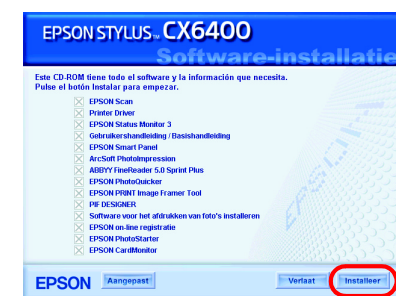 EPSON STYLUS™ CX6400
Software-installatie
Este CD-ROM tiene todo el software y la información que necesita.
Pulse el botón Instalar para empezar.
EPSON Scan
Printer Driver
EPSON Status Monitor 3
Gebruikershandleiding / Basishandleiding
EPSON Smart Panel
ArcSoft PhotoImpression
ABBYY FineReader 5.0 Sprint Plus
EPSON PhotoQuicker
EPSON PRINT Image Framer Tool
PIF DESIGNER
Software voor het afdrukken van foto's installeren
EPSON on-line registratie
EPSON PhotoStarter
EPSON CardMonitor
EPSON
EPSON Aangepast Verlaat Installeer